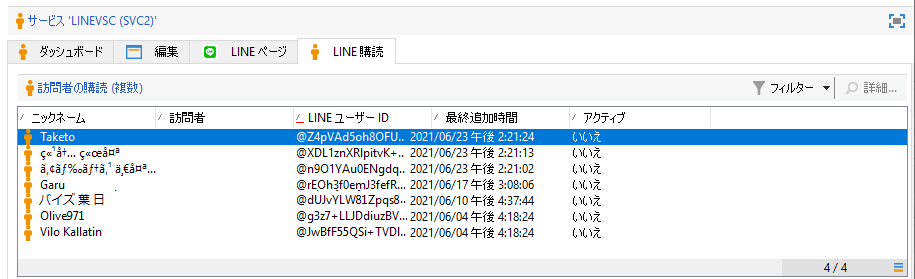 サービス 'LINEVSC (SVC2)'
ダッシュボード 編集 LINE ページ LINE 購読
訪問者の購読 (複数) フィルター 詳細...
ニックネーム 訪問者 LINE ユーザー ID 最終追加時間 アクティブ
Taketo @Z4pVAd5oh8OFU... 2021/06/23 午後 2:21:24 いいえ
@XDL1znXRIpitvK+... 2021/06/23 午後 2:21:13 いいえ
@n9O1YAu0ENgdq... 2021/06/23 午後 2:21:02 いいえ
Garu @rEOh3f0emJ3fefR... 2021/06/17 午後 3:08:06 いいえ
バイズ 葉 日 @dUJvYLW81Zpqs8... 2021/06/10 午後 4:37:44 いいえ
Olive971 @g3z7+LLJDdiuzBV... 2021/06/04 午後 4:18:24 いいえ
Vilo Kallatin @JwBfF55QSi+TVDI... 2021/06/04 午後 4:18:24 いいえ
4 / 4